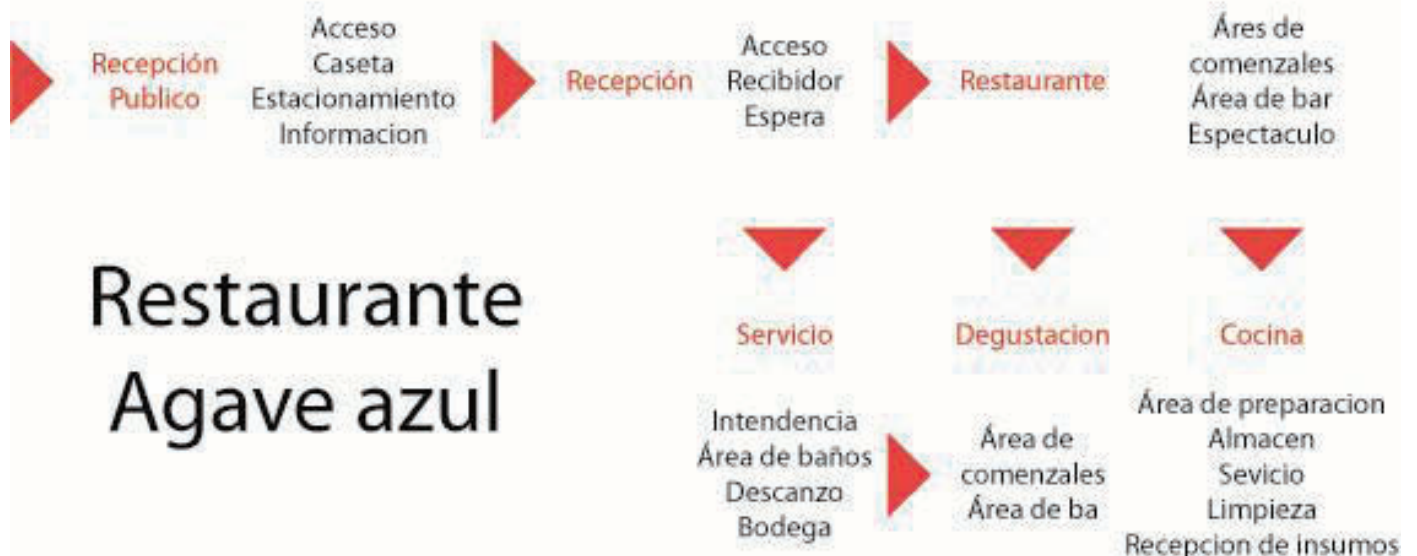 Recepción
Publico
Acceso
Caseta
Estacionamiento
Informacion
Recepción
Acceso
Recibidor
Espera
Restaurante
Áres de
comenzales
Área de bar
Espectaculo
Restaurante
Agave azul
Servicio
Intendencia
Área de baños
Descanzo
Bodega
Degustacion
Área de
comenzales
Área de ba
Cocina
Área de preparacion
Almacen
Sevicio
Limpieza
Recepcion de insumos